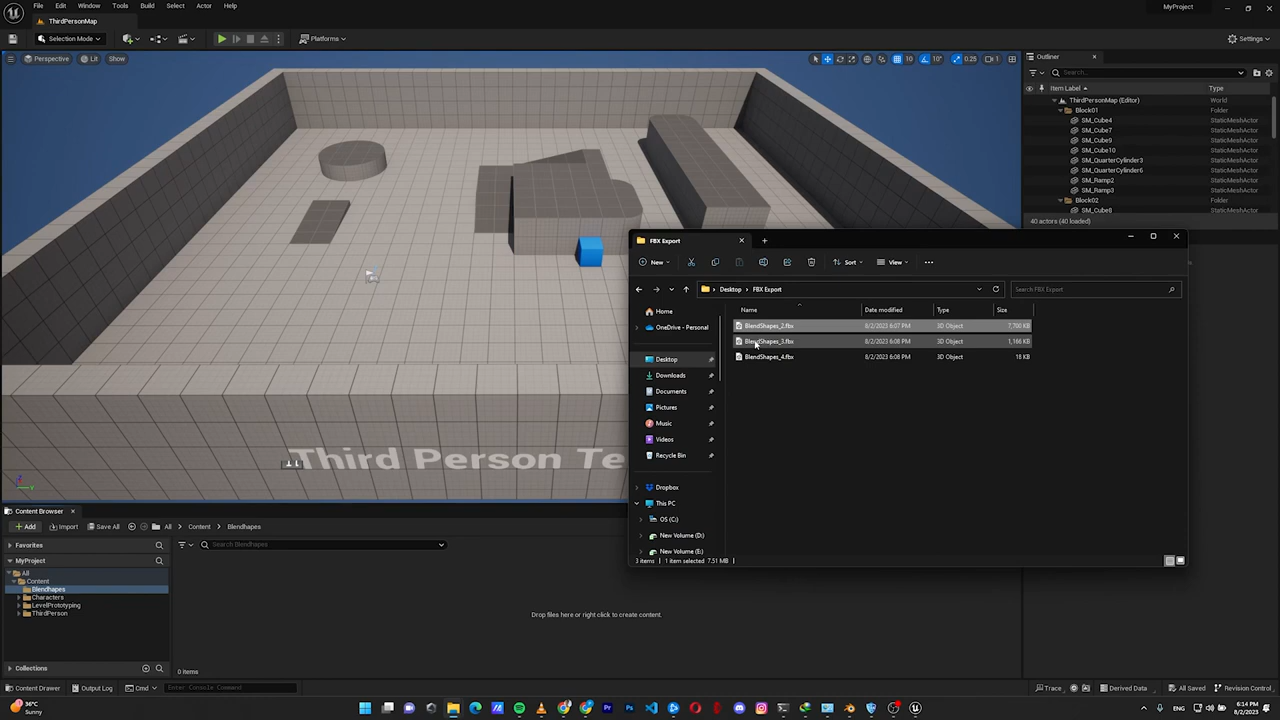 File Edit Window Tools Build Select Actor Help
MyProject
ThirdPersonMap
Selection Mode
Platforms
Settings
Perspective Lit Show
10 10° 0.25 1
Outliner
Search...
Item Label Type
ThirdPersonMap (Editor) World
Block01 Folder
SM_Cube4 StaticMeshActor
SM_Cube7 StaticMeshActor
SM_Cube9 StaticMeshActor
SM_Cube10 StaticMeshActor
SM_QuarterCylinder3 StaticMeshActor
SM_QuarterCylinder6 StaticMeshActor
SM_Ramp2 StaticMeshActor
SM_Ramp3 StaticMeshActor
Block02 Folder
SM_Cube8 StaticMeshActor
40 actors (40 loaded)
FBX Export
New Sort View
Desktop FBX Export
Search FBX Export
Home
OneDrive - Personal
Desktop
Downloads
Documents
Pictures
Music
Videos
Recycle Bin
Dropbox
This PC
OS (C:)
New Volume (D:)
New Volume (E:)
Name Date modified Type Size
BlendShapes_2.fbx 8/2/2023 6:07 PM 3D Object 7,700 KB
BlendShapes_3.fbx 8/2/2023 6:08 PM 3D Object 1,166 KB
BlendShapes_4.fbx 8/2/2023 6:08 PM 3D Object 18 KB
3 items 1 item selected 7.51 MB
Third Person Te
Content Browser
Add Import Save All All Content Blendhapes
Favorites
Search Blendhapes
MyProject
All
Content
Blendhapes
Characters
LevelPrototyping
ThirdPerson
Drop files here or right click to create content.
Collections
0 items
Content Drawer Output Log Cmd Enter Console Command
Trace Derived Data All Saved Revision Control
36°C
Sunny
ENG
6:14 PM
8/2/2023